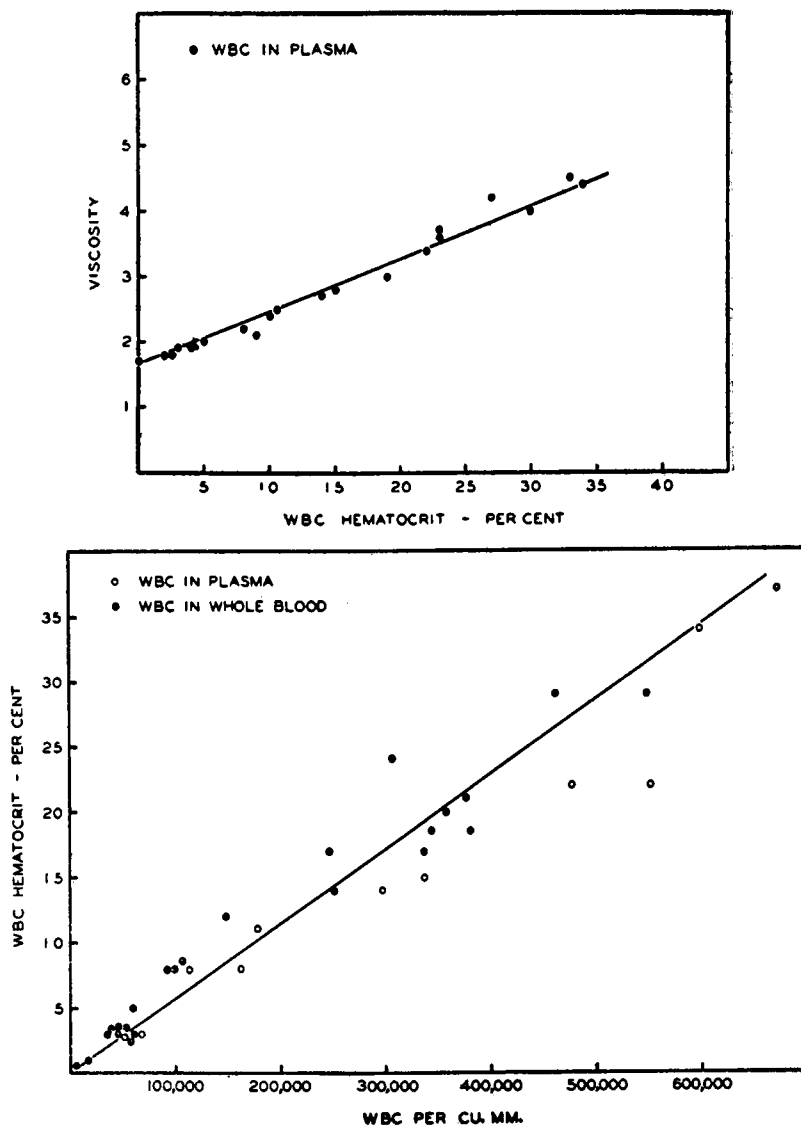 WBC IN PLASMA
6
5
4
3
2
1
VISCOSITY
5 10 15 20 25 30 35 40
WBC HEMATOCRIT - PER CENT
WBC IN PLASMA
WBC IN WHOLE BLOOD
35
30
25
20
15
10
5
WBC HEMATOCRIT - PER CENT
100,000 200,000 300,000 400,000 500,000 600,000
WBC PER CU. MM.